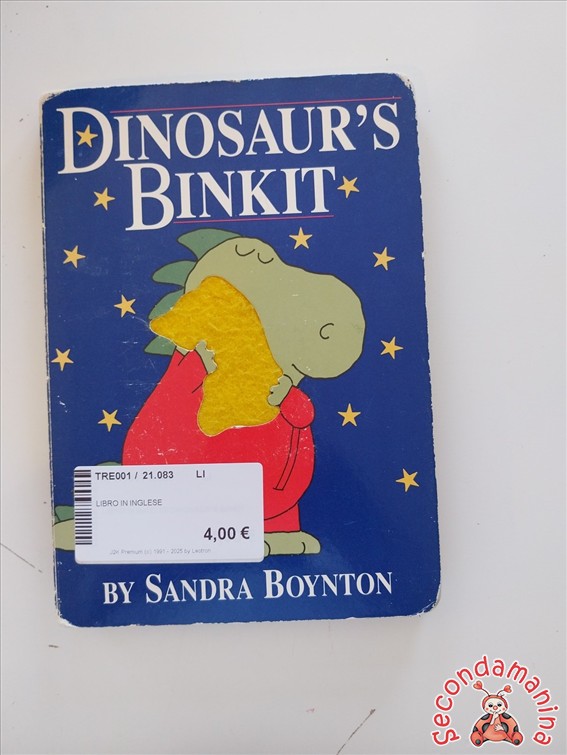 DINOSAUR'S
BINKIT
TRE001 / 21.083 LI
LIBRO IN INGLESE
4,00 €
BY SANDRA BOYNTON
Secondamanina